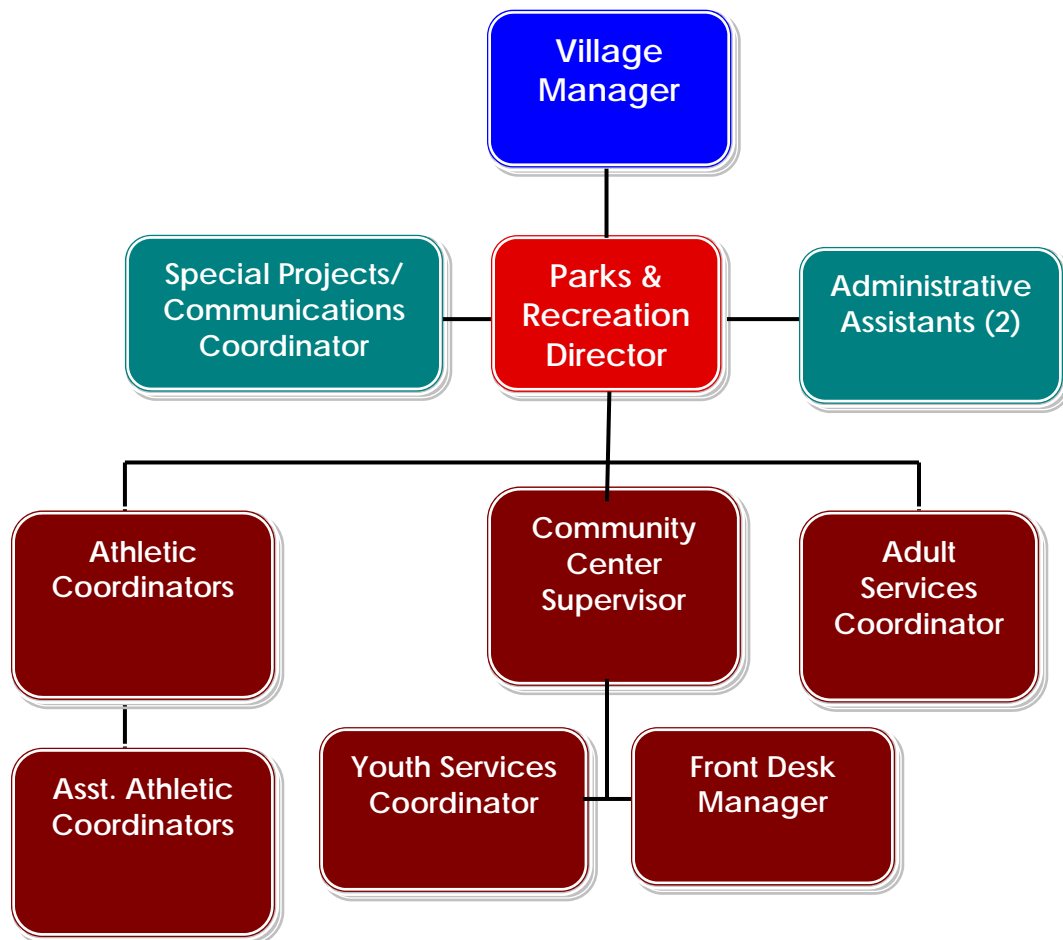 Village
Manager
Special Projects/
Communications
Coordinator
Parks &
Recreation
Director
Administrative
Assistants (2)
Athletic
Coordinators
Community
Center
Supervisor
Adult
Services
Coordinator
Asst. Athletic
Coordinators
Youth Services
Coordinator
Front Desk
Manager